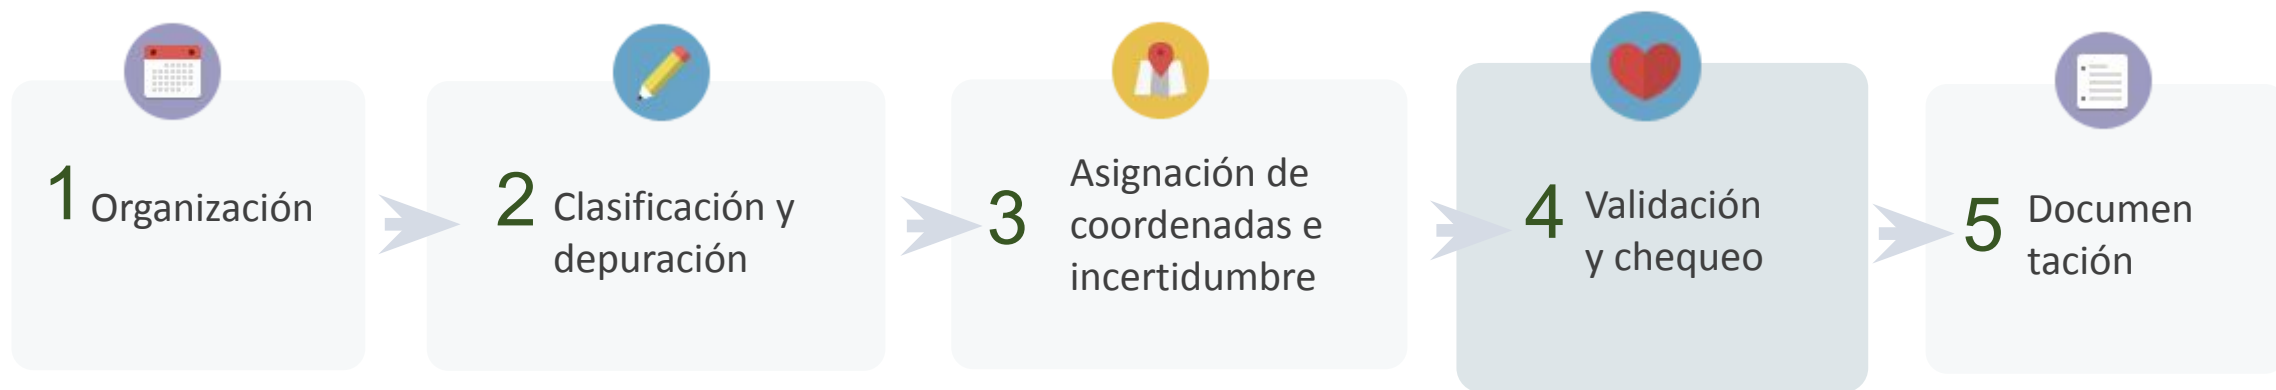 1 Organización
2 Clasificación y
depuración
3 Asignación de
coordenadas e
incertidumbre
4 Validación
y chequeo
5 Documen
tación